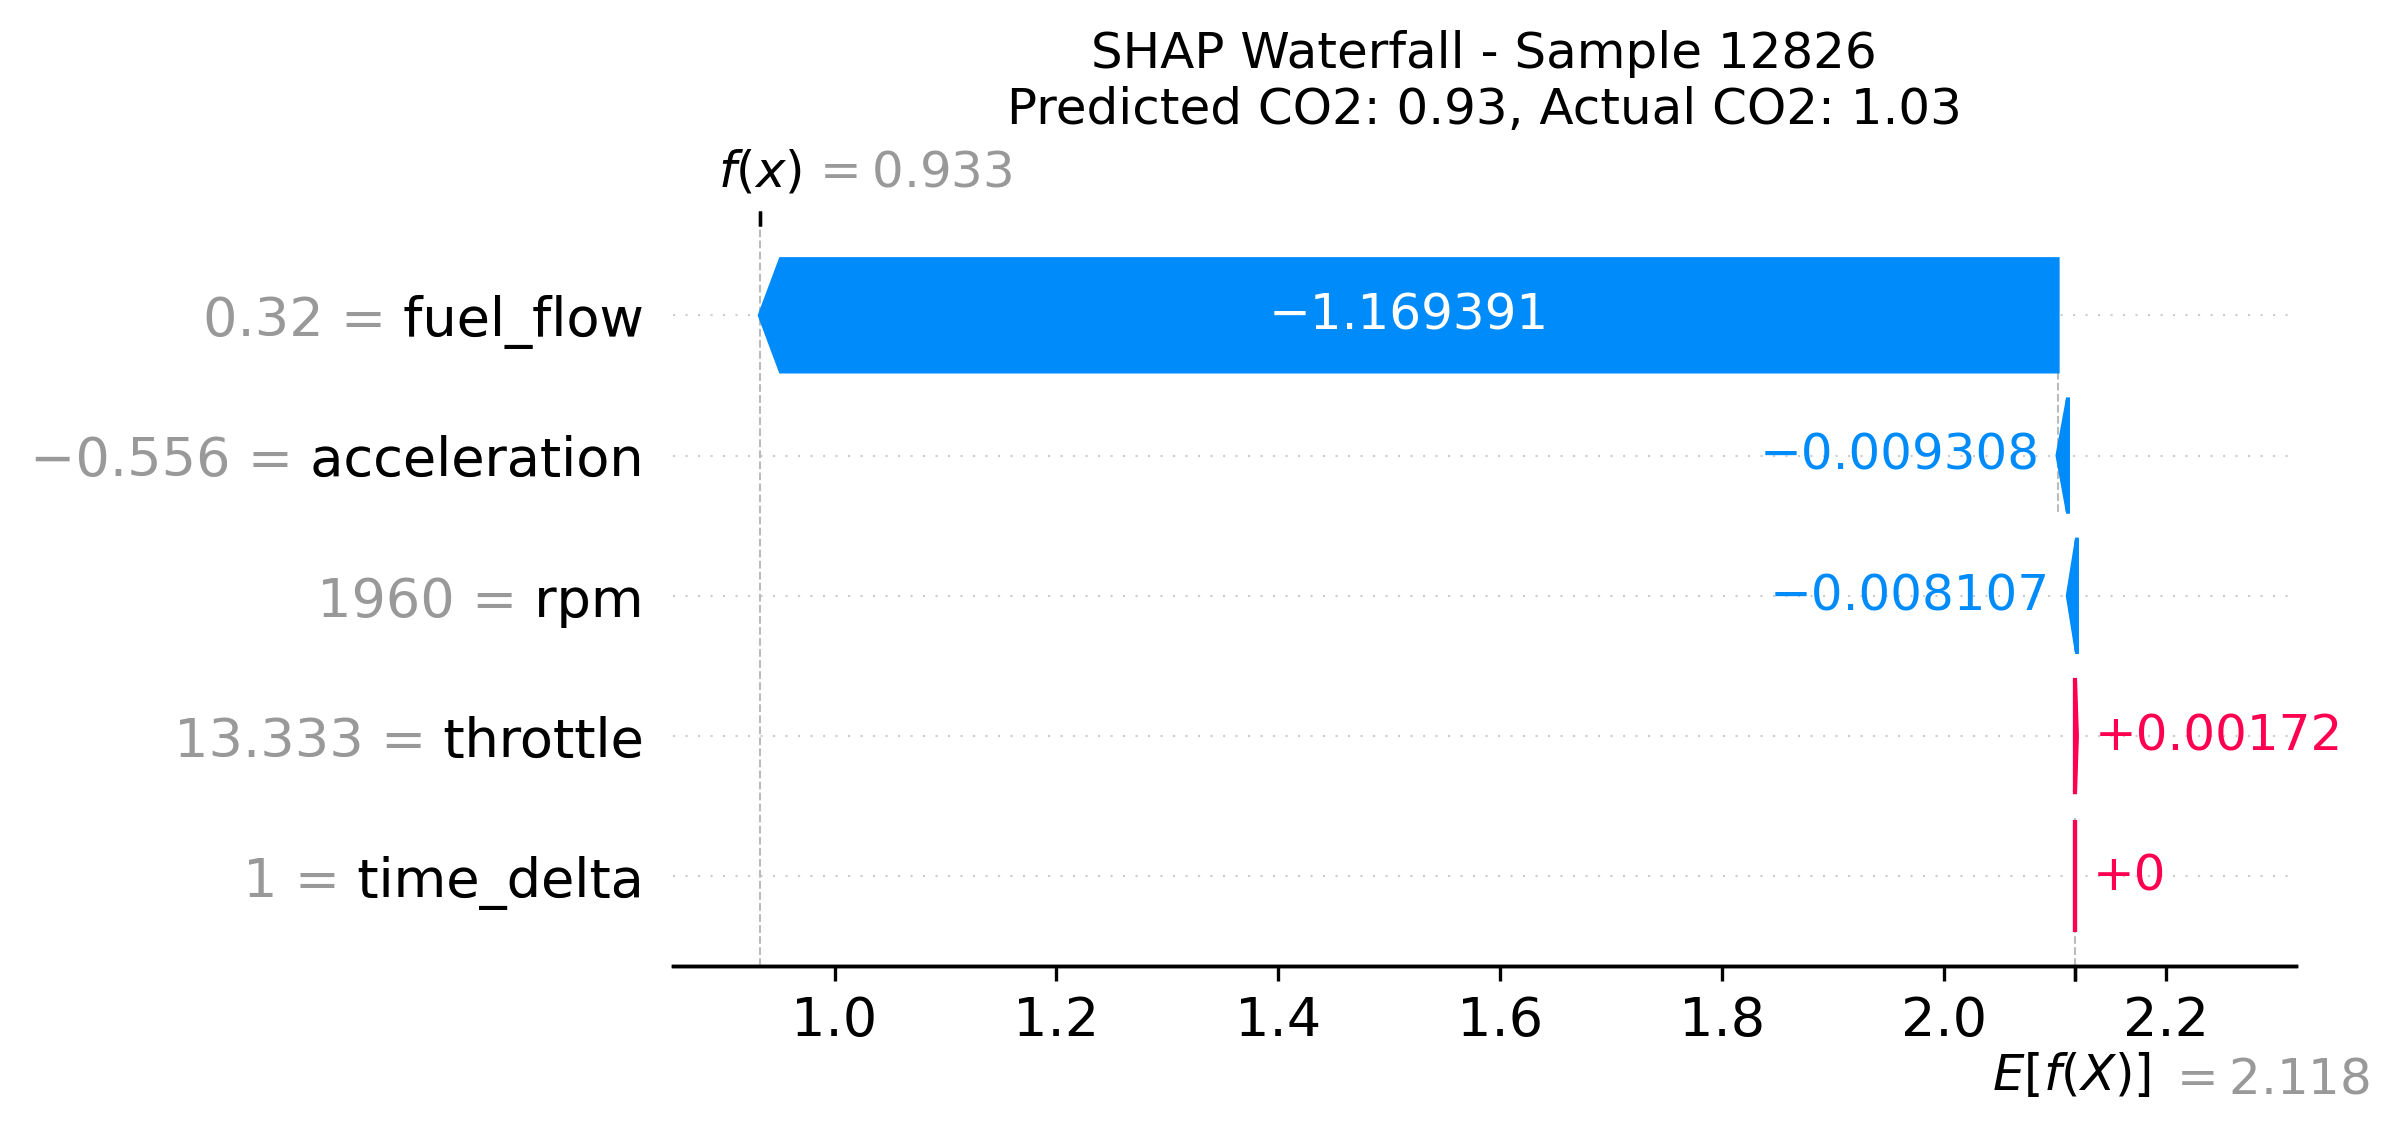 SHAP Waterfall - Sample 12826
Predicted CO2: 0.93, Actual CO2: 1.03
f(x) = 0.933
0.32 = fuel_flow −1.169391
−0.556 = acceleration −0.009308
1960 = rpm −0.008107
13.333 = throttle +0.00172
1 = time_delta +0
1.0 1.2 1.4 1.6 1.8 2.0 2.2
E[f(X)] = 2.118